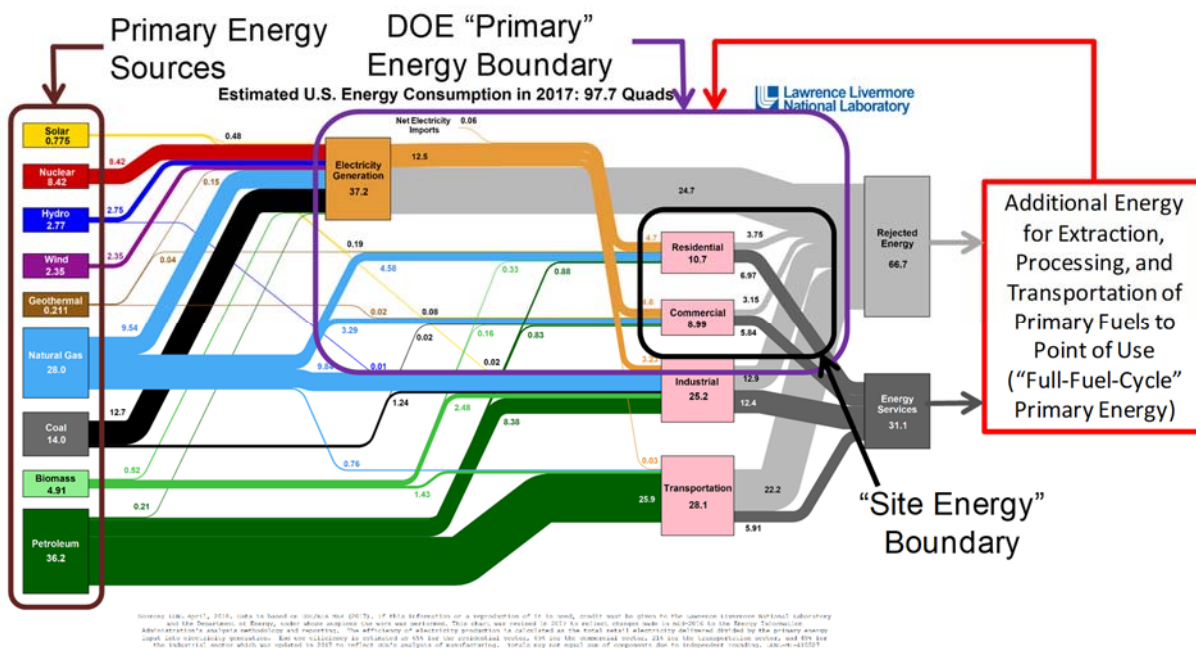 Primary Energy
Sources
DOE “Primary”
Energy Boundary
Estimated U.S. Energy Consumption in 2017: 97.7 Quads
Lawrence Livermore
National Laboratory
Net Electricity
Imports
0.06
Solar
0.775
0.48
Nuclear
8.42
8.42
Hydro
2.77
2.75
Wind
2.35
2.35
Geothermal
0.211
0.15
0.04
Natural Gas
28.0
9.54
Coal
14.0
12.7
Biomass
4.91
0.52
Petroleum
36.2
0.21
Electricity
Generation
37.2
12.5
24.7
0.19
4.58
0.33
0.88
0.02
0.08
0.02
3.29
0.16
0.83
9.84
0.01
0.02
1.24
2.48
8.38
0.76
1.43
0.03
25.9
4.7
Residential
10.7
3.75
6.97
Commercial
8.99
3.15
5.84
3.23
Industrial
25.2
12.9
12.4
Transportation
28.1
22.2
5.91
Rejected
Energy
66.7
Energy
Services
31.1
Additional Energy
for Extraction,
Processing, and
Transportation of
Primary Fuels to
Point of Use
(“Full-Fuel-Cycle”
Primary Energy)
“Site Energy”
Boundary